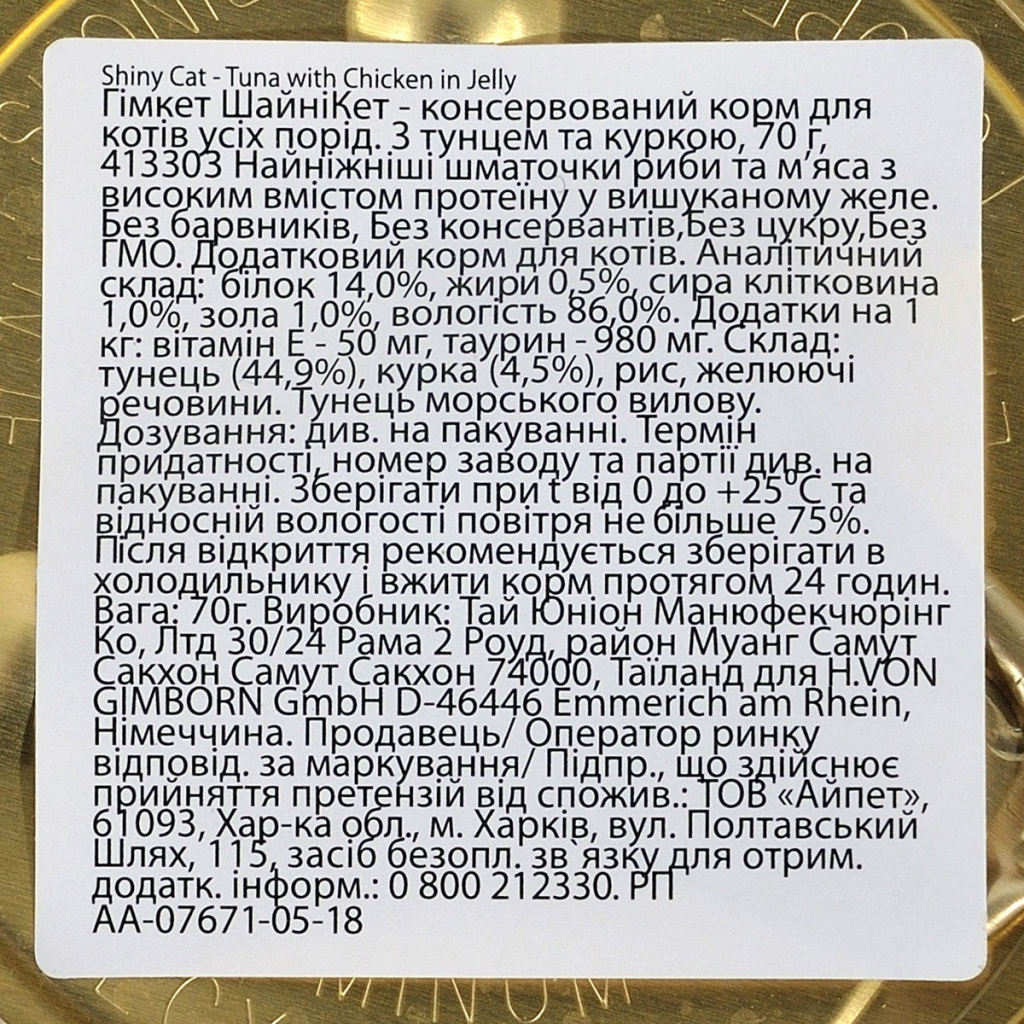 Shiny Cat - Tuna with Chicken in Jelly
Гімкет ШайніКет - консервований корм для
котів усіх порід. З тунцем та куркою, 70 г,
413303 Найніжніші шматочки риби та м'яса з
високим вмістом протеїну у вишуканому желе.
Без барвників, Без консервантів,Без цукру,Без
ГМО. Додатковий корм для котів. Аналітичний
склад: білок 14,0%, жири 0,5%, сира клітковина
1,0%, зола 1,0%, вологість 86,0%. Додатки на 1
кг: вітамін Е - 50 мг, таурин - 980 мг. Склад:
тунець (44,9%), курка (4,5%), рис, желюючі
речовини. Тунець морського вилову.
Дозування: див. на пакуванні. Термін
придатності, номер заводу та партії див. на
пакуванні. Зберігати при t від 0 до +25⁰С та
відносній вологості повітря не більше 75%.
Після відкриття рекомендується зберігати в
холодильнику і вжити корм протягом 24 годин.
Вага: 70г. Виробник: Тай Юніон Манюфекчюрінг
Ко, Лтд 30/24 Рама 2 Роуд, район Муанг Самут
Сакхон Самут Сакхон 74000, Таїланд для H.VON
GIMBORN GmbH D-46446 Emmerich am Rhein,
Німеччина. Продавець/ Оператор ринку
відповід. за маркування/ Підпр., що здійснює
прийняття претензій від спожив.: ТОВ «Айпет»,
61093, Хар-ка обл., м. Харків, вул. Полтавський
Шлях, 115, засіб безопл. зв`язку для отрим.
додатк. інформ.: 0 800 212330. РП
АА-07671-05-18